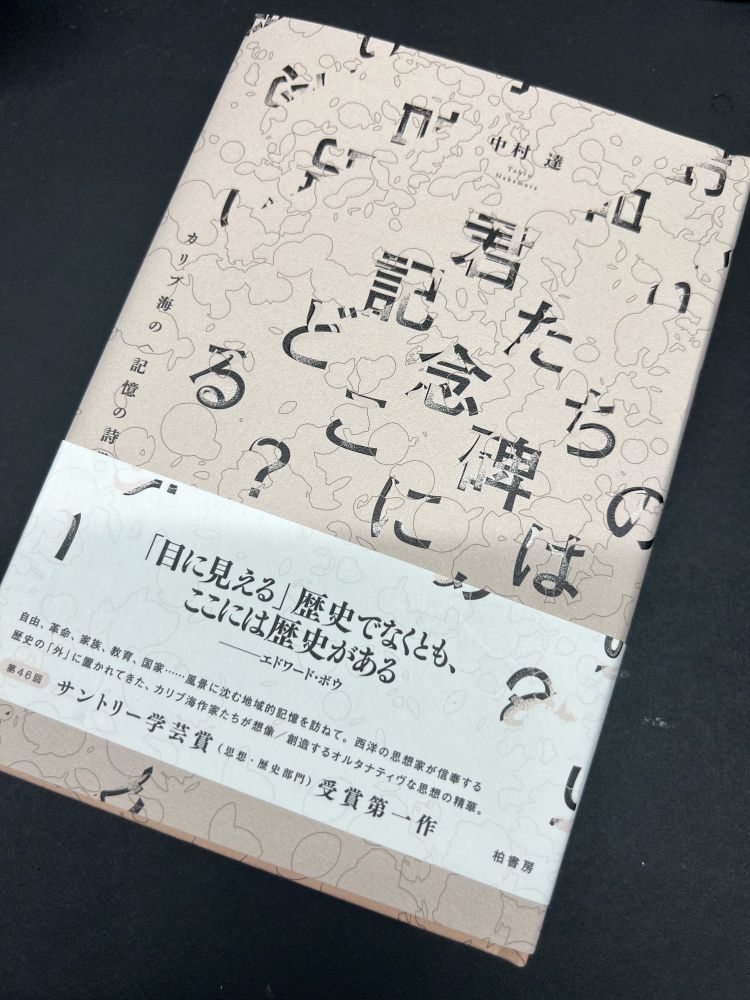 中村 達
Tohru
Nakamura
君たちの
記念碑は
どこに
ある?
カリブ海の〈記憶の詩学
「目に見える」歴史でなくとも、
ここには歴史がある
――エドワード・ボウ
自由、革命、家族、教育、国家……風景に沈む地域的記憶を訪ねて。西洋の思想家が信奉する
歴史の「外」に置かれてきた、カリブ海作家たちが想像/創造するオルタナティヴな思想の精華。
第46回 サントリー学芸賞(思想・歴史部門)受賞第一作
柏書房